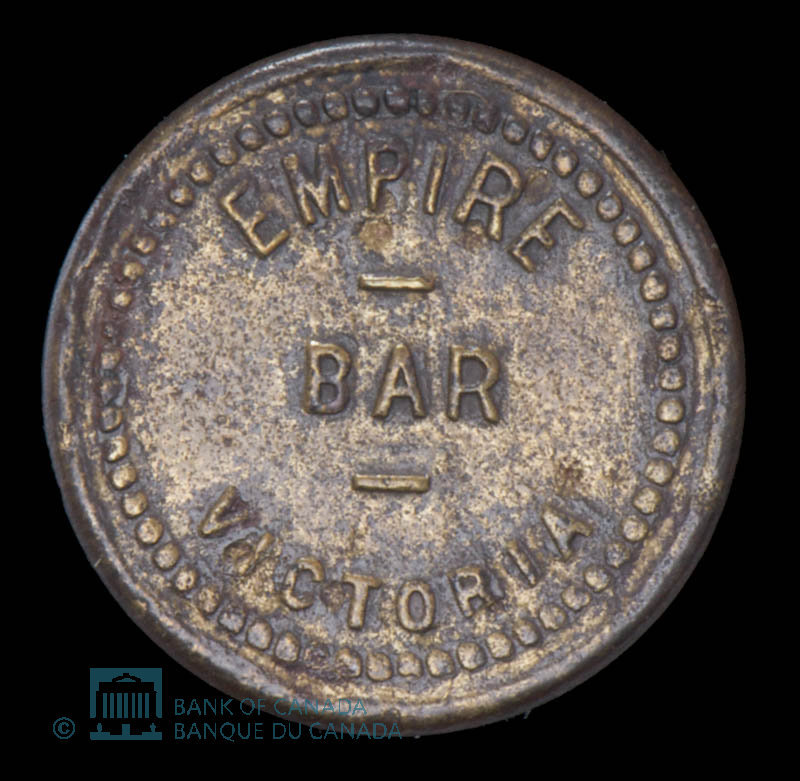 EMPIRE
BAR
VICTORIA
© BANK OF CANADA
BANQUE DU CANADA